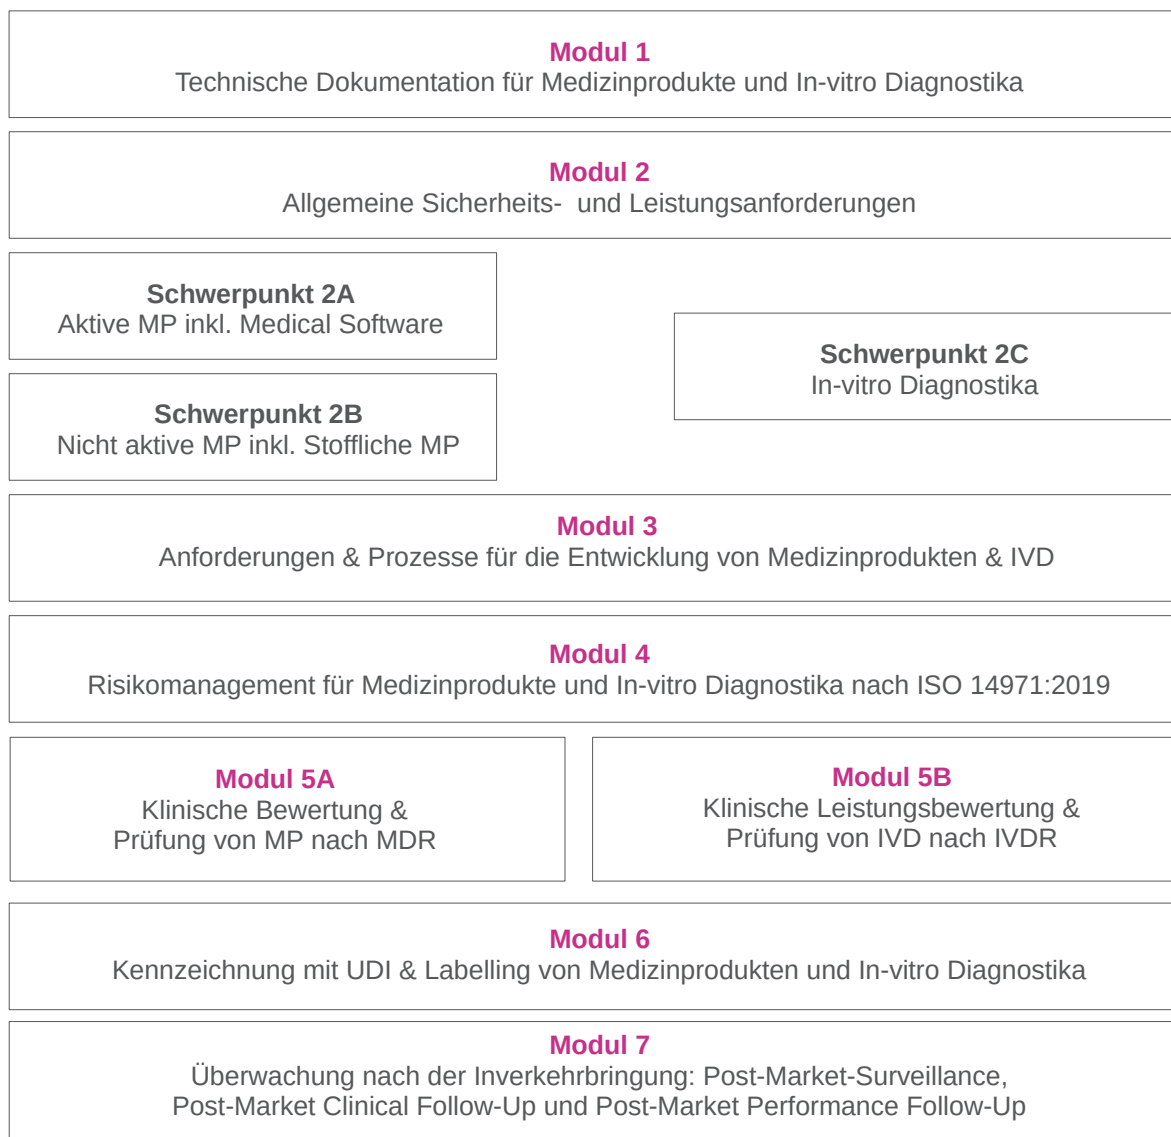 Modul 1
Technische Dokumentation für Medizinprodukte und In-vitro Diagnostika
Modul 2
Allgemeine Sicherheits- und Leistungsanforderungen
Schwerpunkt 2A
Aktive MP inkl. Medical Software
Schwerpunkt 2B
Nicht aktive MP inkl. Stoffliche MP
Schwerpunkt 2C
In-vitro Diagnostika
Modul 3
Anforderungen & Prozesse für die Entwicklung von Medizinprodukten & IVD
Modul 4
Risikomanagement für Medizinprodukte und In-vitro Diagnostika nach ISO 14971:2019
Modul 5A
Klinische Bewertung &
Prüfung von MP nach MDR
Modul 5B
Klinische Leistungsbewertung &
Prüfung von IVD nach IVDR
Modul 6
Kennzeichnung mit UDI & Labelling von Medizinprodukten und In-vitro Diagnostika
Modul 7
Überwachung nach der Inverkehrbringung: Post-Market-Surveillance,
Post-Market Clinical Follow-Up und Post-Market Performance Follow-Up